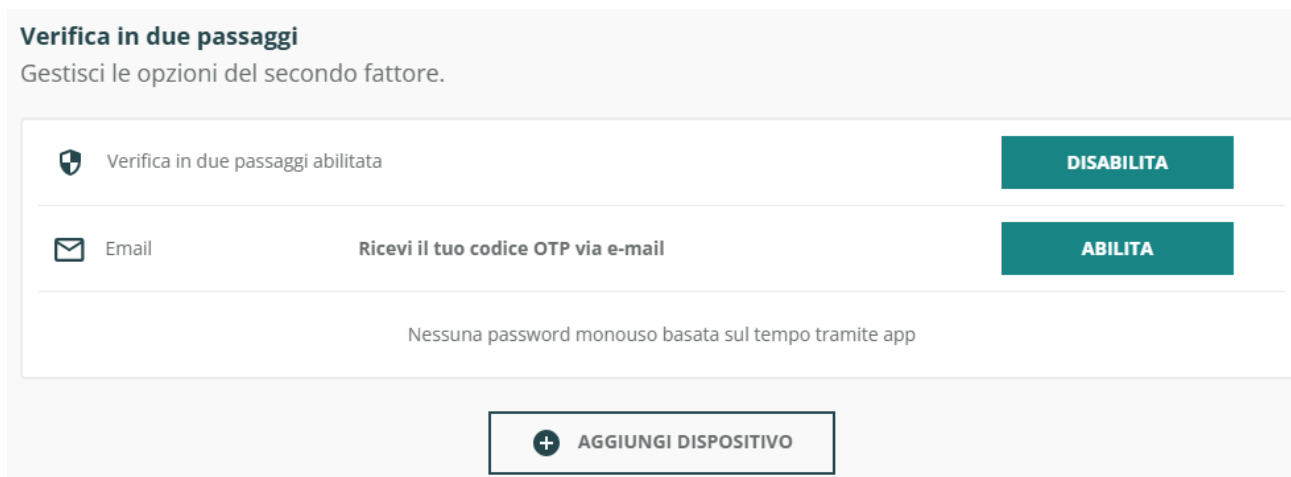 Verifica in due passaggi
Gestisci le opzioni del secondo fattore.
Verifica in due passaggi abilitata
DISABILITA
Email
Ricevi il tuo codice OTP via e-mail
ABILITA
Nessuna password monouso basata sul tempo tramite app
AGGIUNGI DISPOSITIVO